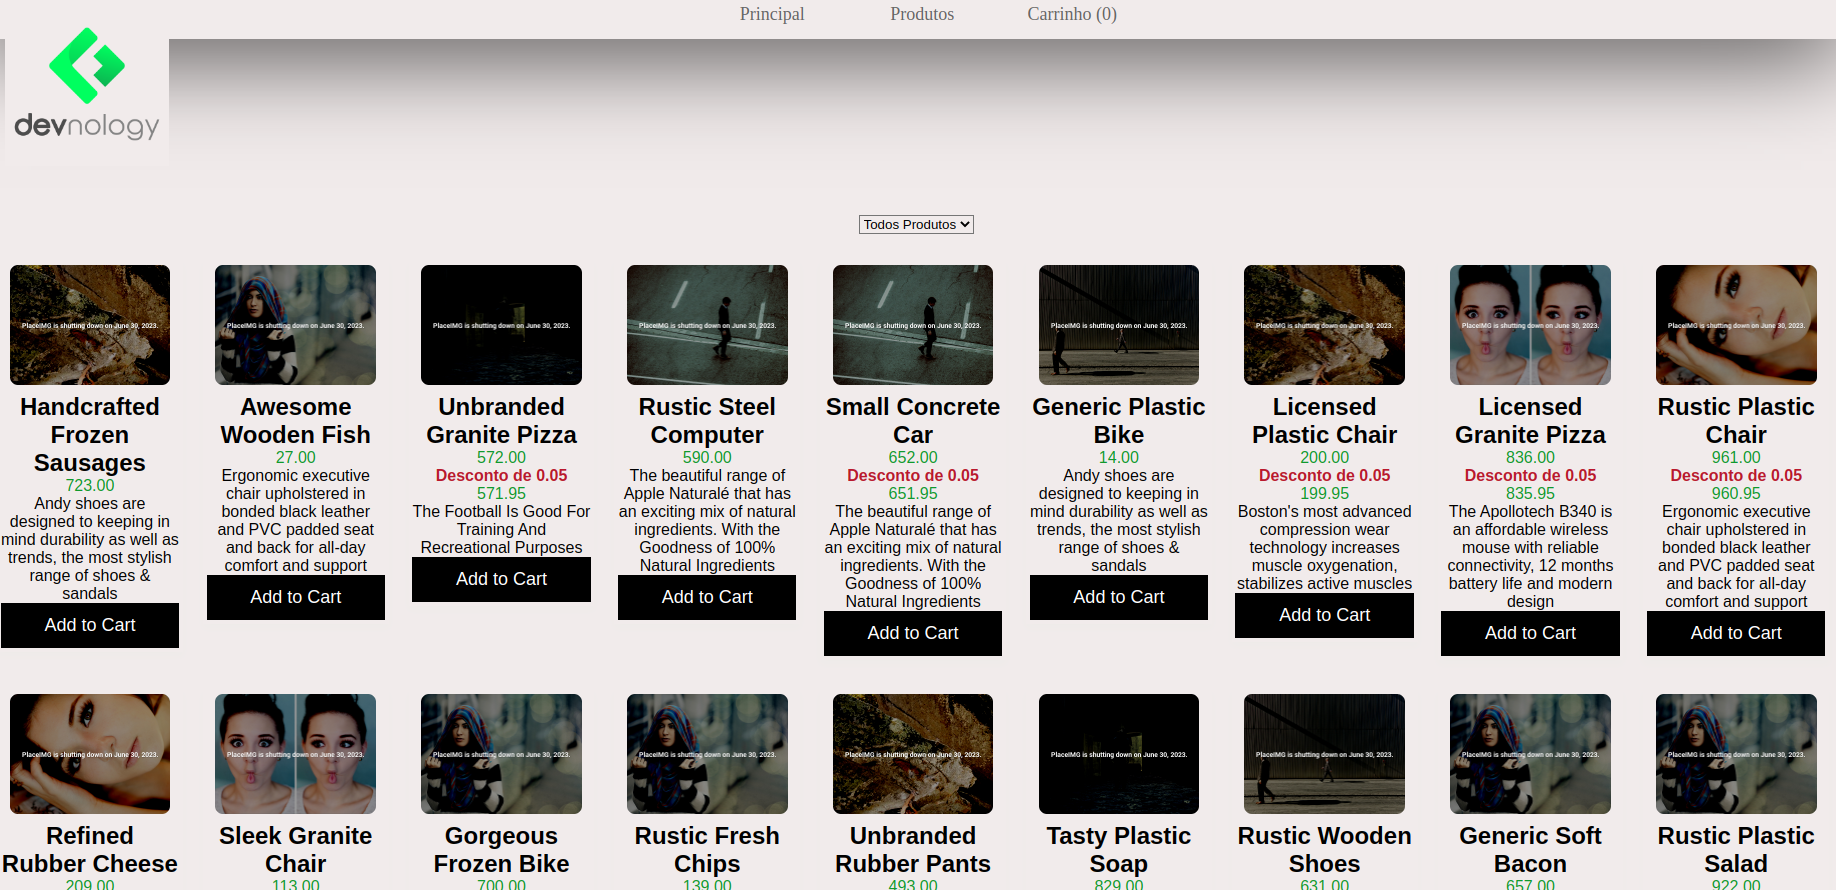 Principal Produtos Carrinho (0)
devnology
Todos Produtos
PlaceIMG is shutting down on June 30, 2023.
Handcrafted
Frozen
Sausages
723.00
Andy shoes are
designed to keeping in
mind durability as well as
trends, the most stylish
range of shoes &
sandals
Add to Cart
PlaceIMG is shutting down on June 30, 2023.
Awesome
Wooden Fish
27.00
Ergonomic executive
chair upholstered in
bonded black leather
and PVC padded seat
and back for all-day
comfort and support
Add to Cart
PlaceIMG is shutting down on June 30, 2023.
Unbranded
Granite Pizza
572.00
Desconto de 0.05
571.95
The Football Is Good For
Training And
Recreational Purposes
Add to Cart
PlaceIMG is shutting down on June 30, 2023.
Rustic Steel
Computer
590.00
The beautiful range of
Apple Naturalé that has
an exciting mix of natural
ingredients. With the
Goodness of 100%
Natural Ingredients
Add to Cart
PlaceIMG is shutting down on June 30, 2023.
Small Concrete
Car
652.00
Desconto de 0.05
651.95
The beautiful range of
Apple Naturalé that has
an exciting mix of natural
ingredients. With the
Goodness of 100%
Natural Ingredients
Add to Cart
PlaceIMG is shutting down on June 30, 2023.
Generic Plastic
Bike
14.00
Andy shoes are
designed to keeping in
mind durability as well as
trends, the most stylish
range of shoes &
sandals
Add to Cart
PlaceIMG is shutting down on June 30, 2023.
Licensed
Plastic Chair
200.00
Desconto de 0.05
199.95
Boston's most advanced
compression wear
technology increases
muscle oxygenation,
stabilizes active muscles
Add to Cart
PlaceIMG is shutting down on June 30, 2023.
Licensed
Granite Pizza
836.00
Desconto de 0.05
835.95
The Apollotech B340 is
an affordable wireless
mouse with reliable
connectivity, 12 months
battery life and modern
design
Add to Cart
PlaceIMG is shutting down on June 30, 2023.
Rustic Plastic
Chair
961.00
Desconto de 0.05
960.95
Ergonomic executive
chair upholstered in
bonded black leather
and PVC padded seat
and back for all-day
comfort and support
Add to Cart
PlaceIMG is shutting down on June 30, 2023.
Refined
Rubber Cheese
209.00
PlaceIMG is shutting down on June 30, 2023.
Sleek Granite
Chair
113.00
PlaceIMG is shutting down on June 30, 2023.
Gorgeous
Frozen Bike
700.00
PlaceIMG is shutting down on June 30, 2023.
Rustic Fresh
Chips
139.00
PlaceIMG is shutting down on June 30, 2023.
Unbranded
Rubber Pants
493.00
PlaceIMG is shutting down on June 30, 2023.
Tasty Plastic
Soap
829.00
PlaceIMG is shutting down on June 30, 2023.
Rustic Wooden
Shoes
631.00
PlaceIMG is shutting down on June 30, 2023.
Generic Soft
Bacon
657.00
PlaceIMG is shutting down on June 30, 2023.
Rustic Plastic
Salad
922.00